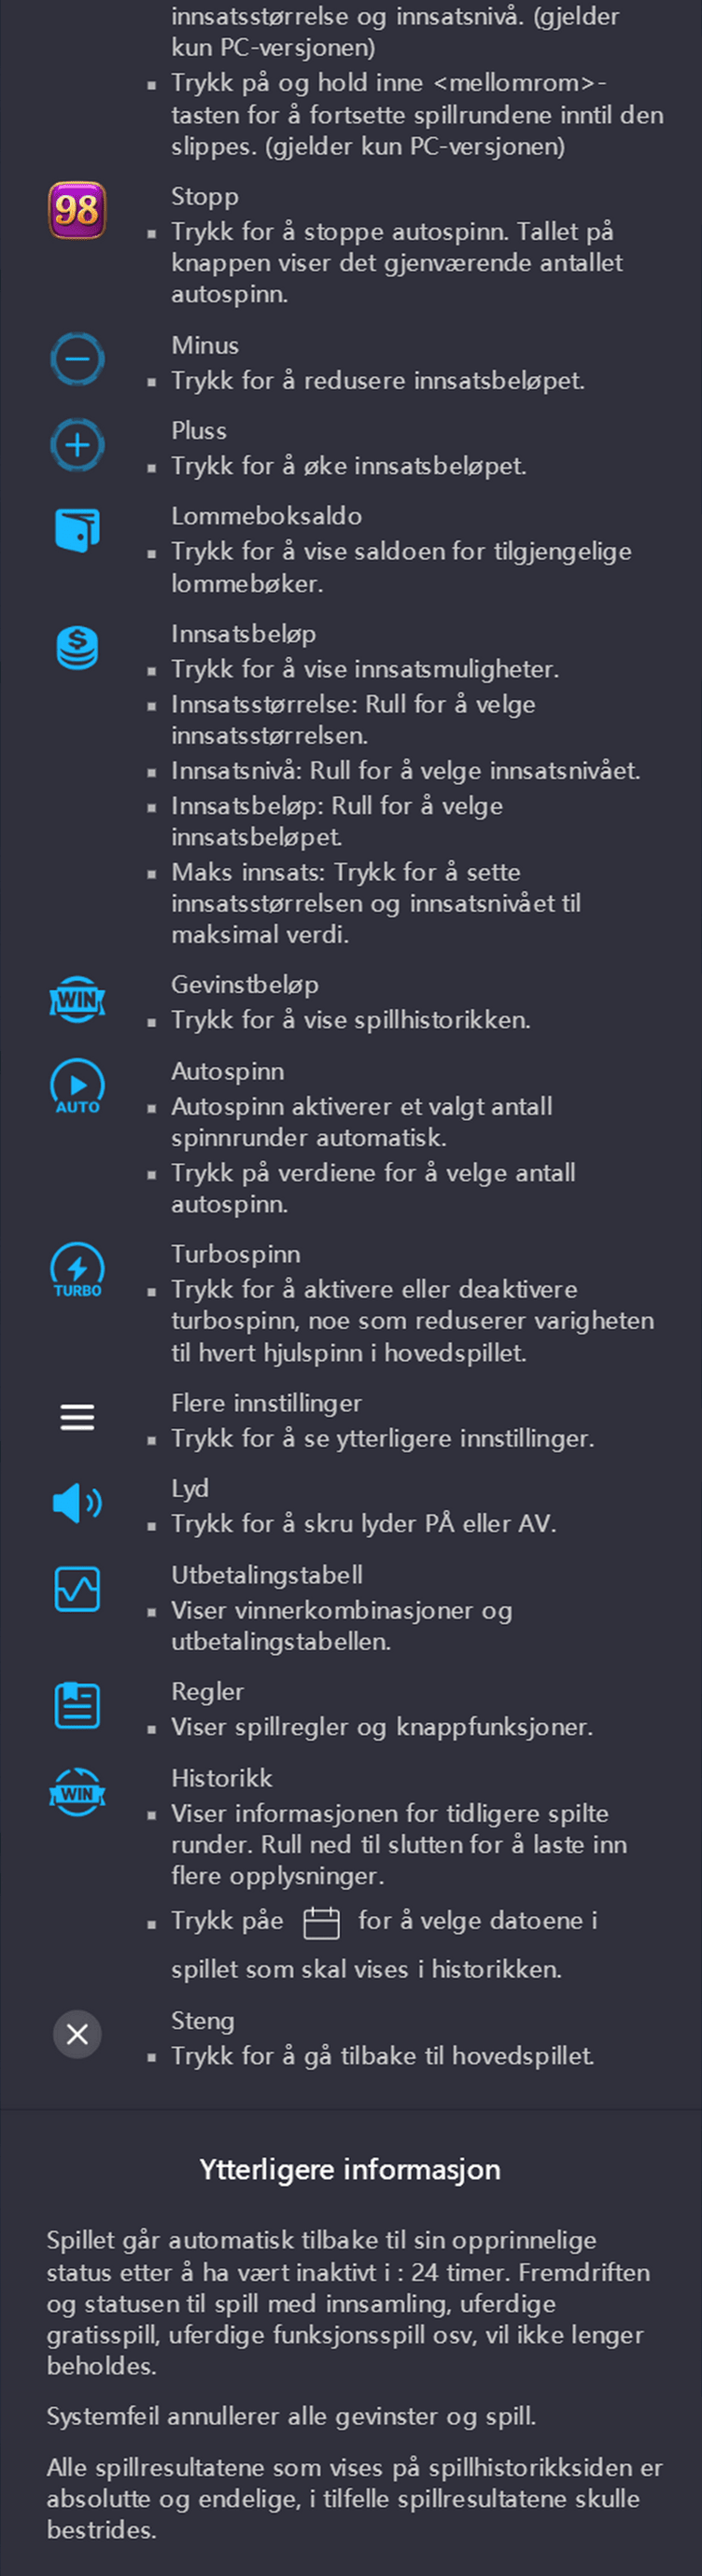 innsatsstørrelse og innsatsnivå. (gjelder
kun PC-versjonen)
▪ Trykk på og hold inne <mellomrom>-
tasten for å fortsette spillrundene inntil den
slippes. (gjelder kun PC-versjonen)
98
Stopp
▪ Trykk for å stoppe autospinn. Tallet på
knappen viser det gjenværende antallet
autospinn.
Minus
▪ Trykk for å redusere innsatsbeløpet.
Pluss
▪ Trykk for å øke innsatsbeløpet.
Lommeboksaldo
▪ Trykk for å vise saldoen for tilgjengelige
lommebøker.
$
Innsatsbeløp
▪ Trykk for å vise innsatsmuligheter.
▪ Innsatsstørrelse: Rull for å velge
innsatsstørrelsen.
▪ Innsatsnivå: Rull for å velge innsatsnivået.
▪ Innsatsbeløp: Rull for å velge
innsatsbeløpet.
▪ Maks innsats: Trykk for å sette
innsatsstørrelsen og innsatsnivået til
maksimal verdi.
WIN
Gevinstbeløp
▪ Trykk for å vise spillhistorikken.
AUTO
Autospinn
▪ Autospinn aktiverer et valgt antall
spinnrunder automatisk.
▪ Trykk på verdiene for å velge antall
autospinn.
TURBO
Turbospinn
▪ Trykk for å aktivere eller deaktivere
turbospinn, noe som reduserer varigheten
til hvert hjulspinn i hovedspillet.
Flere innstillinger
▪ Trykk for å se ytterligere innstillinger.
Lyd
▪ Trykk for å skru lyder PÅ eller AV.
Utbetalingstabell
▪ Viser vinnerkombinasjoner og
utbetalingstabellen.
Regler
▪ Viser spillregler og knappfunksjoner.
WIN
Historikk
▪ Viser informasjonen for tidligere spilte
runder. Rull ned til slutten for å laste inn
flere opplysninger.
▪ Trykk påe for å velge datoene i
spillet som skal vises i historikken.
Steng
▪ Trykk for å gå tilbake til hovedspillet.
Ytterligere informasjon
Spillet går automatisk tilbake til sin opprinnelige
status etter å ha vært inaktivt i : 24 timer. Fremdriften
og statusen til spill med innsamling, uferdige
gratisspill, uferdige funksjonsspill osv, vil ikke lenger
beholdes.
Systemfeil annullerer alle gevinster og spill.
Alle spillresultatene som vises på spillhistorikksiden er
absolutte og endelige, i tilfelle spillresultatene skulle
bestrides.